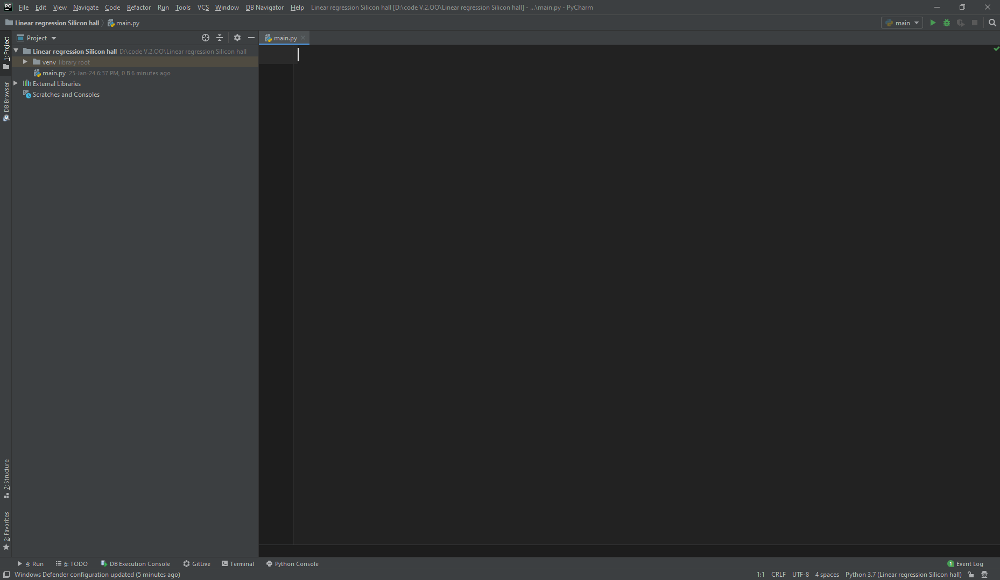 PC File Edit View Navigate Code Refactor Run Tools VCS Window DB Navigator Help Linear regression Silicon hall [D:\code V.2.OO\Linear regression Silicon hall] - ...\main.py - PyCharm
Linear regression Silicon hall main.py main
Project main.py
Linear regression Silicon hall D:\code V.2.OO\Linear regression Silicon hall
venv library root
main.py 25-Jan-24 6:37 PM, 0 B 6 minutes ago
External Libraries
Scratches and Consoles
1: Project
DB Browser
7: Structure
2: Favorites
4: Run 6: TODO DB Execution Console GitLive Terminal Python Console 1 Event Log
Windows Defender configuration updated (5 minutes ago) 1:1 CRLF UTF-8 4 spaces Python 3.7 (Linear regression Silicon hall)